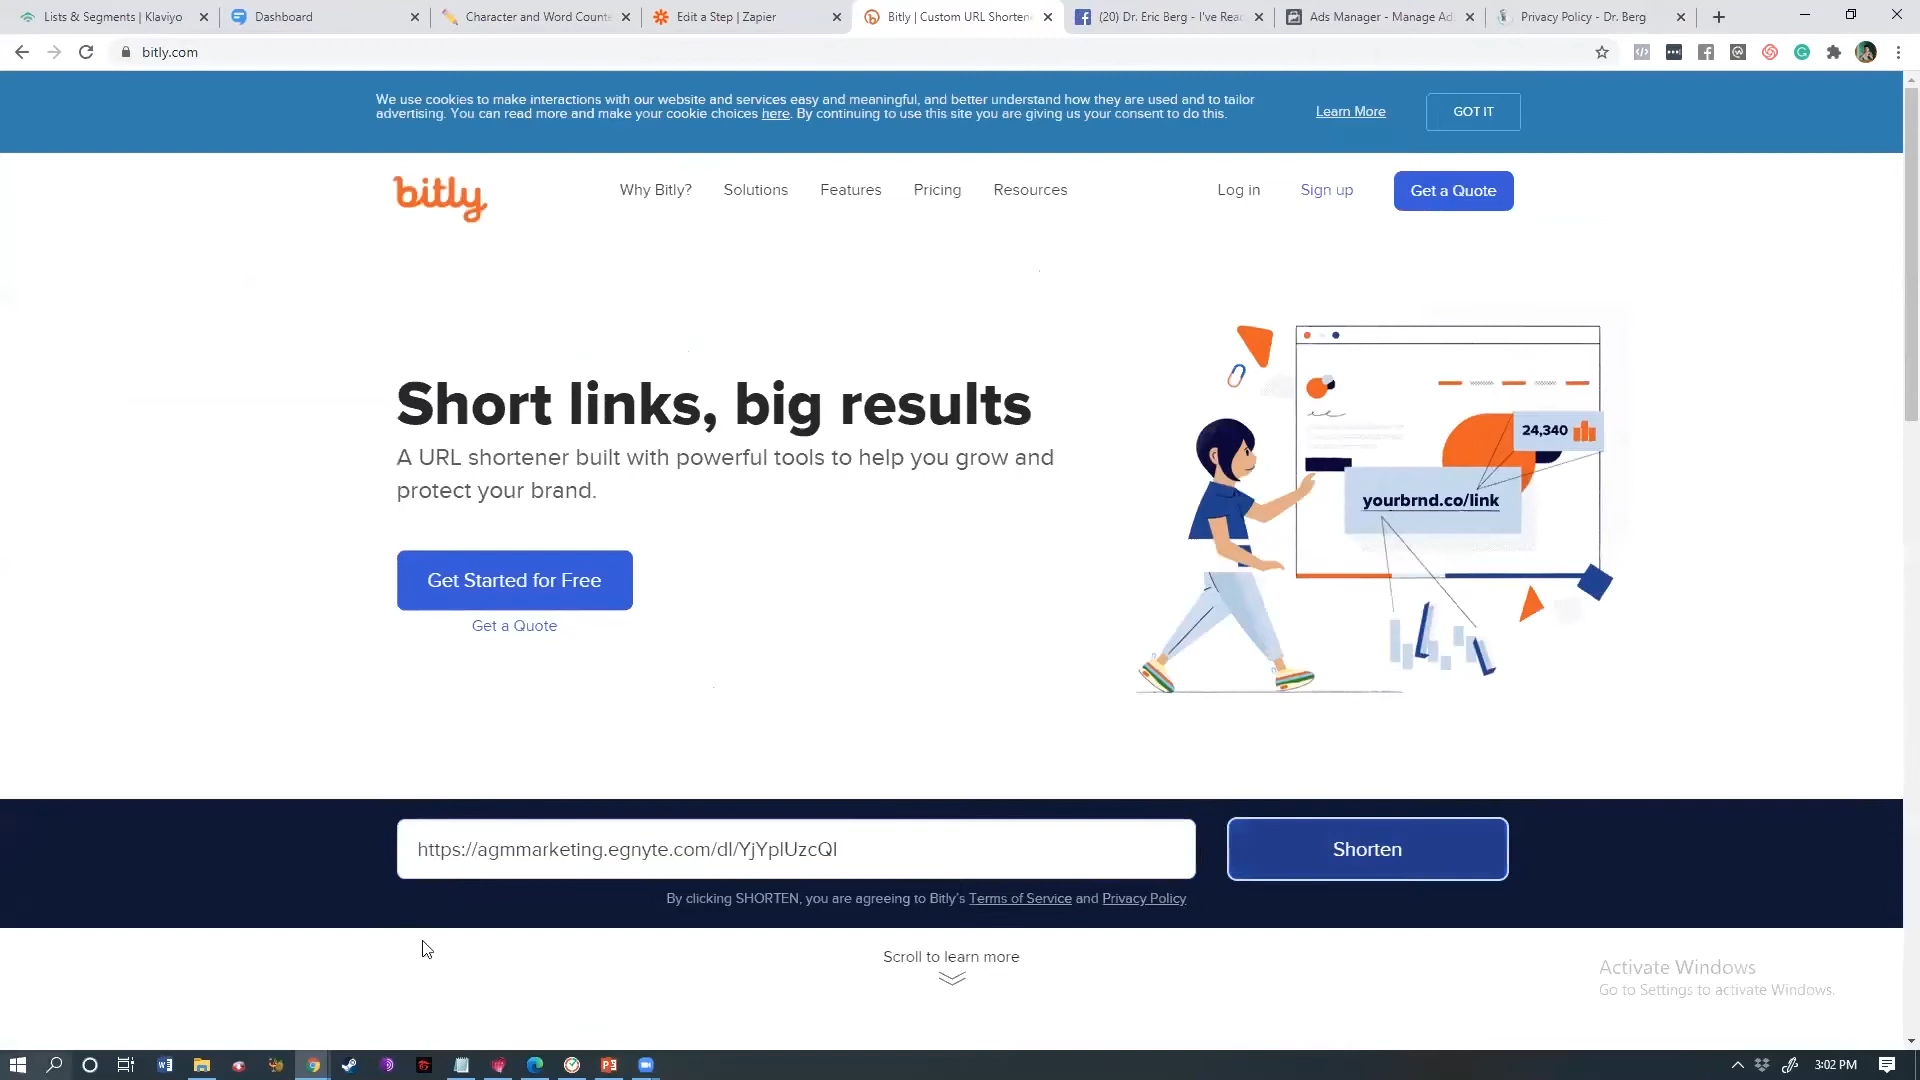 Lists & Segments | Klaviyo
Dashboard
Character and Word Counte
Edit a Step | Zapier
Bitly | Custom URL Shortene
(20) Dr. Eric Berg - I've Rea
Ads Manager - Manage Ad
Privacy Policy - Dr. Berg
bitly.com
We use cookies to make interactions with our website and services easy and meaningful, and better understand how they are used and to tailor
advertising. You can read more and make your cookie choices here. By continuing to use this site you are giving us your consent to do this.
Learn More
GOT IT
bitly
Why Bitly?
Solutions
Features
Pricing
Resources
Log in
Sign up
Get a Quote
Short links, big results
A URL shortener built with powerful tools to help you grow and
protect your brand.
Get Started for Free
Get a Quote
24,340
yourbrnd.co/link
https://agmmarketing.egnyte.com/dl/YjYplUzcQl
Shorten
By clicking SHORTEN, you are agreeing to Bitly's Terms of Service and Privacy Policy
Scroll to learn more
Activate Windows
Go to Settings to activate Windows.
3:02 PM